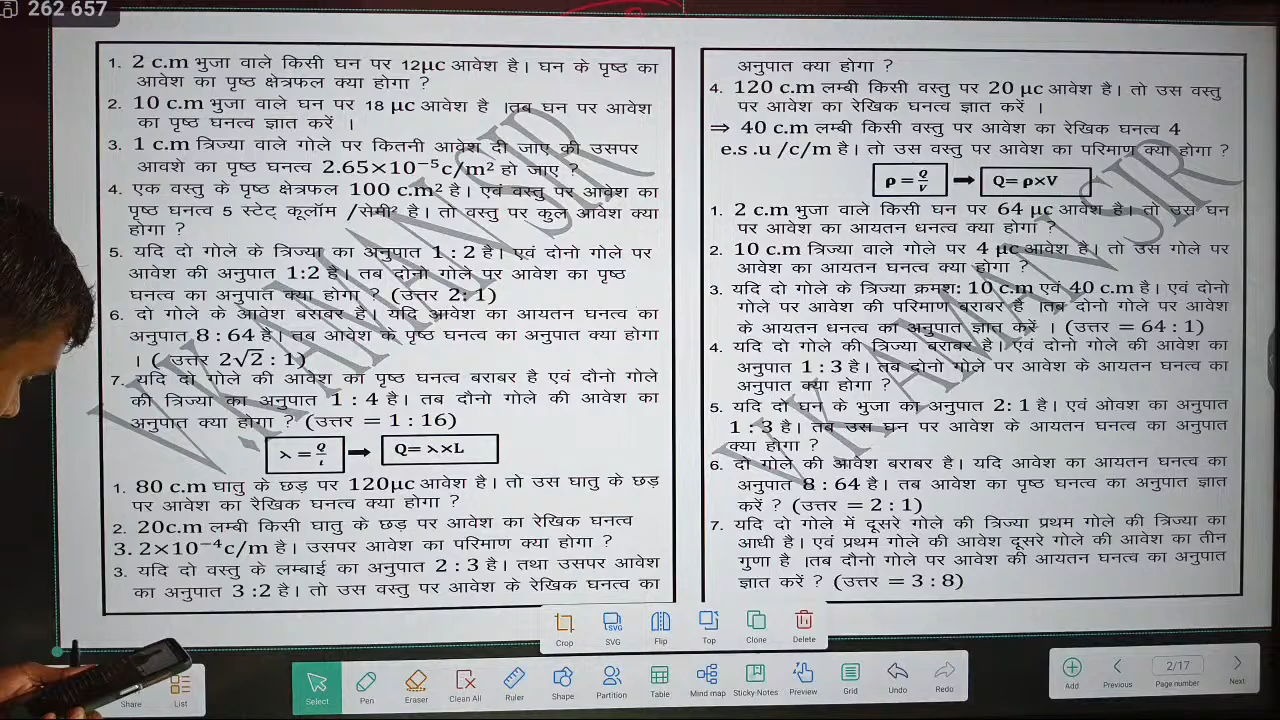 262 657
1. 2 c.m भुजा वाले किसी घन पर 12μc आवेश है। घन के पृष्ठ का
आवेश का पृष्ठ क्षेत्रफल क्या होगा ?
2. 10 c.m भुजा वाले घन पर 18 μc आवेश है ।तब घन पर आवेश
का पृष्ठ घनत्व ज्ञात करें ।
3. 1 c.m त्रिज्या वाले गोले पर कितनी आवेश दी जाए की उसपर
आवशे का पृष्ठ घनत्व 2.65×10⁻⁵c/m² हो जाए ?
4. एक वस्तु के पृष्ठ क्षेत्रफल 100 c.m² है। एवं वस्तु पर आवेश का
पृष्ठ घनत्व 5 स्टेट् कूलॉम /सेमी² है। तो वस्तु पर कुल आवेश क्या
होगा ?
5. यदि दो गोले के त्रिज्या का अनुपात 1 : 2 है। एवं दोनो गोले पर
आवेश की अनुपात 1:2 है। तब दोनो गोले पर आवेश का पृष्ठ
घनत्व का अनुपात क्या होगा ? (उत्तर 2: 1)
6. दो गोले के आवेश बराबर है। यदि आवेश का आयतन घनत्व का
अनुपात 8 : 64 है। तब आवेश के पृष्ठ घनत्व का अनुपात क्या होगा
। ( उत्तर 2√2 : 1)
7. यदि दो गोले की आवेश का पृष्ठ घनत्व बराबर है एवं दौनो गोले
की त्रिज्या का अनुपात 1 : 4 है। तब दौनो गोले की आवेश का
अनुपात क्या होगा ? (उत्तर = 1 : 16)
λ = Q/l ➡ Q= λ×L
1. 80 c.m घातु के छड़ पर 120μc आवेश है। तो उस घातु के छड़
पर आवेश का रैखिक घनत्व क्या होगा ?
2. 20c.m लम्बी किसी घातु के छड़ पर आवेश का रेखिक घनत्व
3. 2×10⁻⁴c/m है। उसपर आवेश का परिमाण क्या होगा ?
3. यदि दो वस्तु के लम्बाई का अनुपात 2 : 3 है। तथा उसपर आवेश
का अनुपात 3 :2 है। तो उस वस्तु पर आवेश के रेखिक घनत्व का
अनुपात क्या होगा ?
4. 120 c.m लम्बी किसी वस्तु पर 20 μc आवेश है। तो उस वस्तु
पर आवेश का रेखिक घनत्व ज्ञात करें ।
⇒ 40 c.m लम्बी किसी वस्तु पर आवेश का रेखिक घनत्व 4
e.s .u /c/m है। तो उस वस्तु पर आवेश का परिमाण क्या होगा ?
ρ = Q/V ➡ Q= ρ×V
1. 2 c.m भुजा वाले किसी घन पर 64 μc आवेश है। तो उस घन
पर आवेश का आयतन धनत्व क्या होगा ?
2. 10 c.m त्रिज्या वाले गोले पर 4 μc आवेश है। तो उस गोले पर
आवेश का आयतन घनत्व क्या होगा ?
3. यदि दो गोले के त्रिज्या क्रमश: 10 c.m एवं 40 c.m है। एवं दोनो
गोले पर आवेश की परिमाण बराबर है ।तब दोनो गोले पर आवेश
के आयतन धनत्व का अनुपात ज्ञात करें । (उत्तर = 64 : 1)
4. यदि दो गोले की त्रिज्या बराबर है। एवं दोनो गोले की आवेश का
अनुपात 1 : 3 है। तब दोनो गोले पर आवेश के आयतन घनत्व का
अनुपात क्या होगा ?
5. यदि दो घन के भुजा का अनुपात 2: 1 है। एवं ओवश का अनुपात
1 : 3 है। तब उस घन पर आवेश के आयतन घनत्व का अनुपात
क्या होगा ?
6. दो गोले की आवेश बराबर है। यदि आवेश का आयतन घनत्व का
अनुपात 8 : 64 है। तब आवेश का पृष्ठ घनत्व का अनुपात ज्ञात
करें ? (उत्तर = 2 : 1)
7. यदि दो गोले में दूसरे गोले की त्रिज्या प्रथम गोले की त्रिज्या का
आधी है। एवं प्रथम गोले की आवेश दूसरे गोले की आवेश का तीन
गुणा है ।तब दौनो गोले पर आवेश की आयतन घनत्व का अनुपात
ज्ञात करें ? (उत्तर = 3 : 8)
V.K AMAN SIR
V.K AMAN SIR
Crop SVG Flip Top Clone Delete
Share List Select Pen Eraser Clean All Ruler Shape Partition Table Mind map Sticky-Notes Preview Grid Undo Redo
Add Previous 2/17 Page number Next